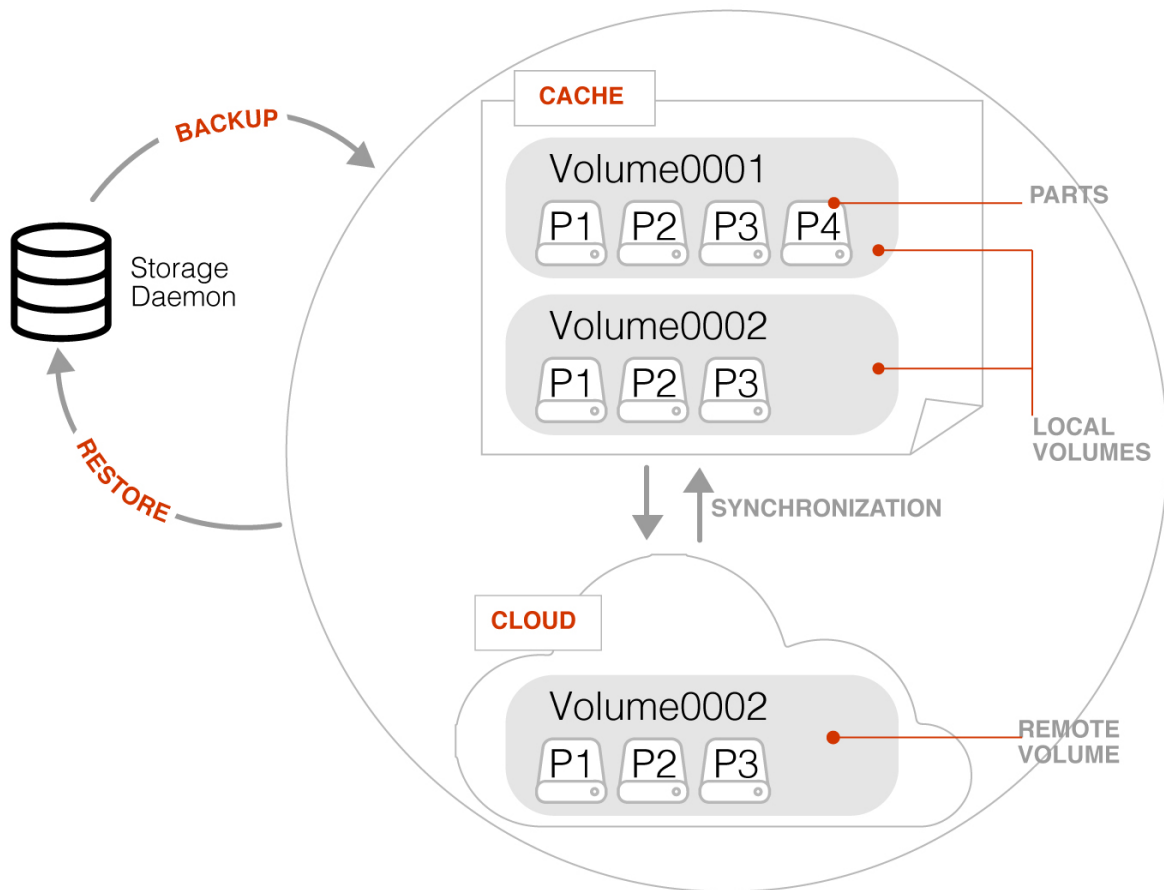 CACHE
BACKUP
Volume0001
P1 P2 P3 P4
PARTS
Storage
Daemon
Volume0002
P1 P2 P3
LOCAL
VOLUMES
RESTORE
SYNCHRONIZATION
CLOUD
Volume0002
P1 P2 P3
REMOTE
VOLUME